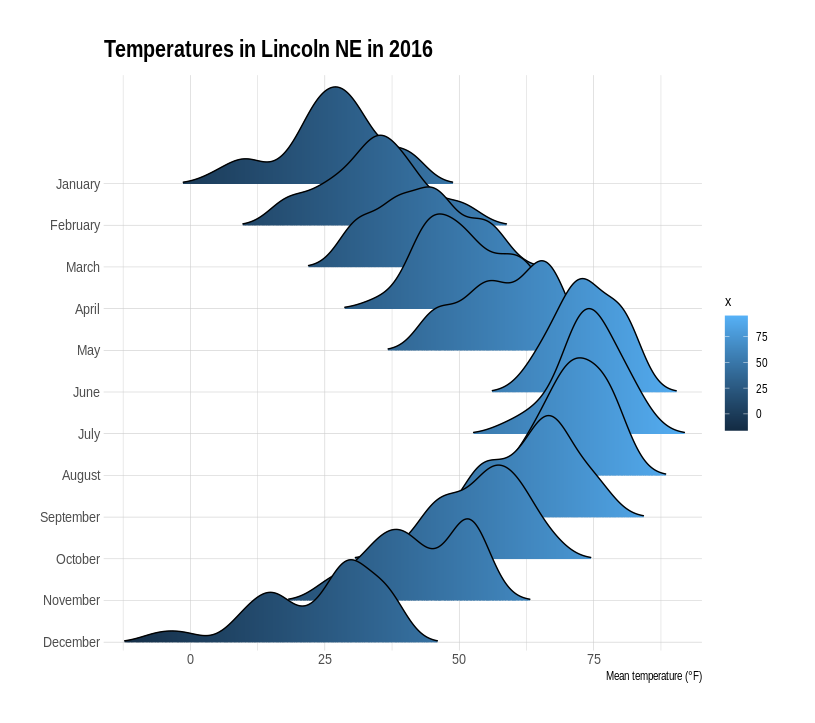 Temperatures in Lincoln NE in 2016
January
February
March
April
May
June
July
August
September
October
November
December
0 25 50 75
Mean temperature (°F)
x
75
50
25
0